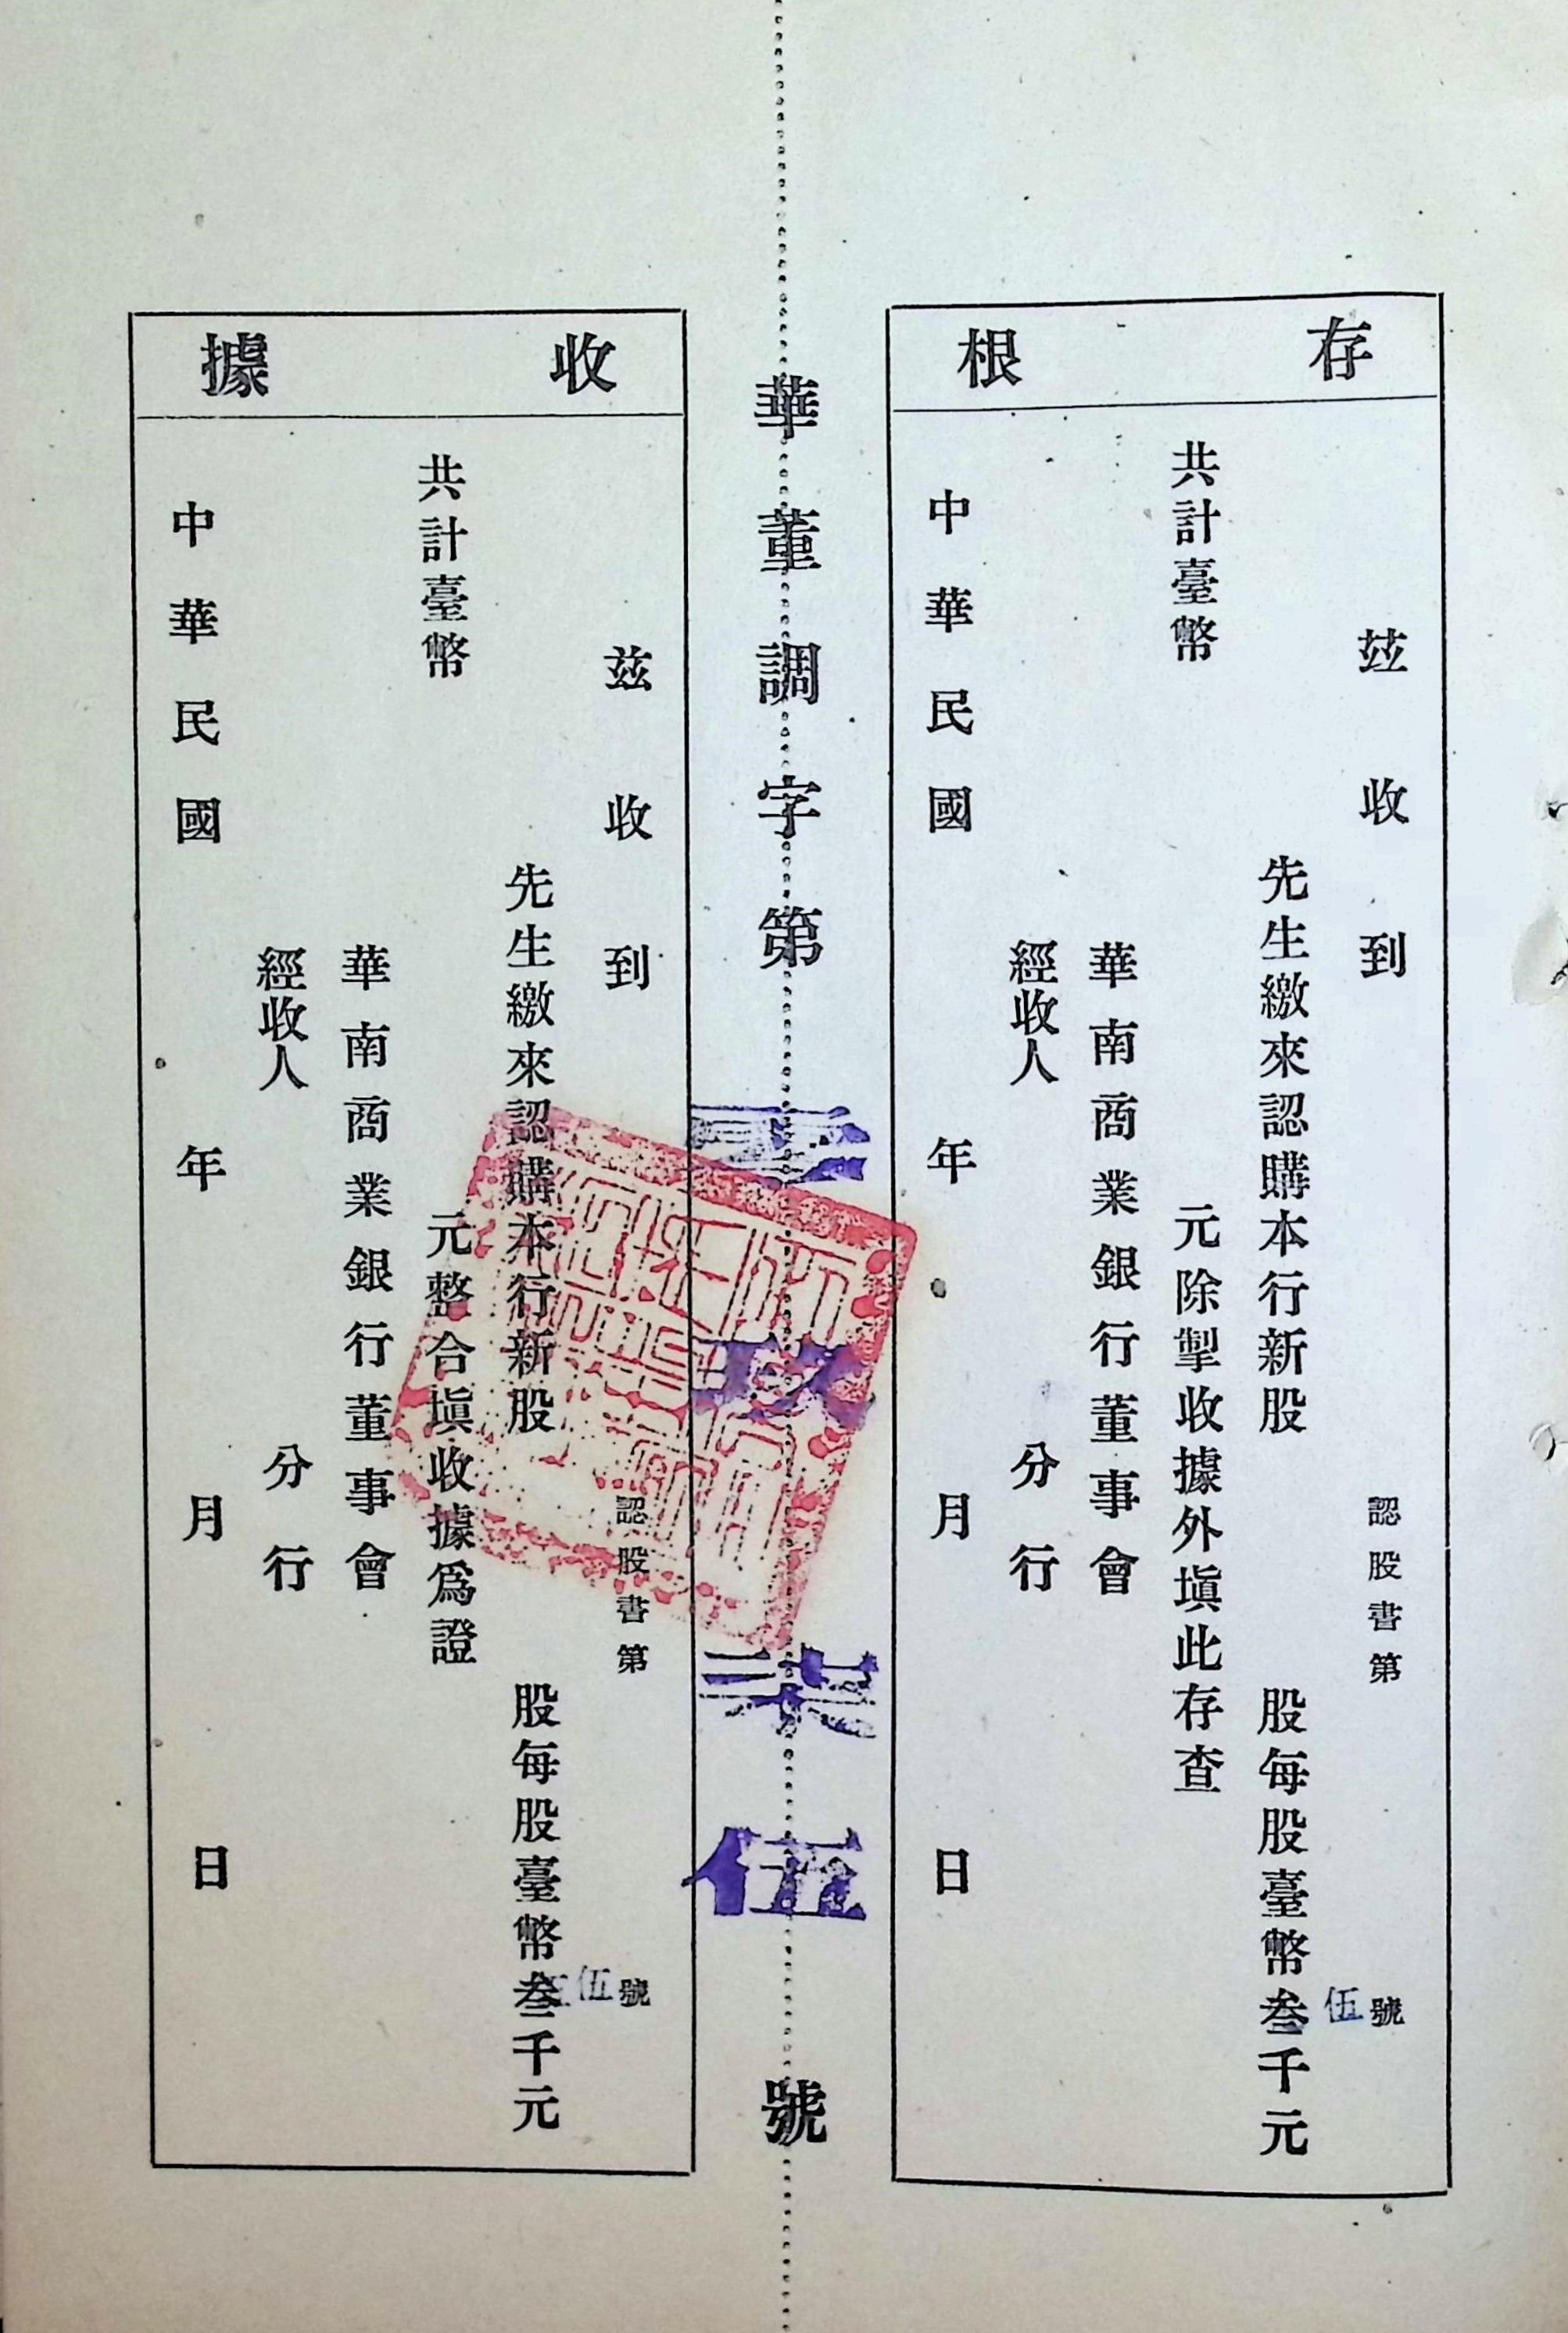 存根
茲收到
認股書第 伍 號
先生繳來認購本行新股 股每股臺幣叁千元
共計臺幣 元除掣收據外塡此存查
華南商業銀行董事會
經收人 分行
中華民國 年 月 日
華董調字第 玖柒伍 號
收據
茲收到
認股書第 伍 號
先生繳來認購本行新股 股每股臺幣叁千元
共計臺幣 元整合塡收據爲證
華南商業銀行董事會
經收人 分行
中華民國 年 月 日